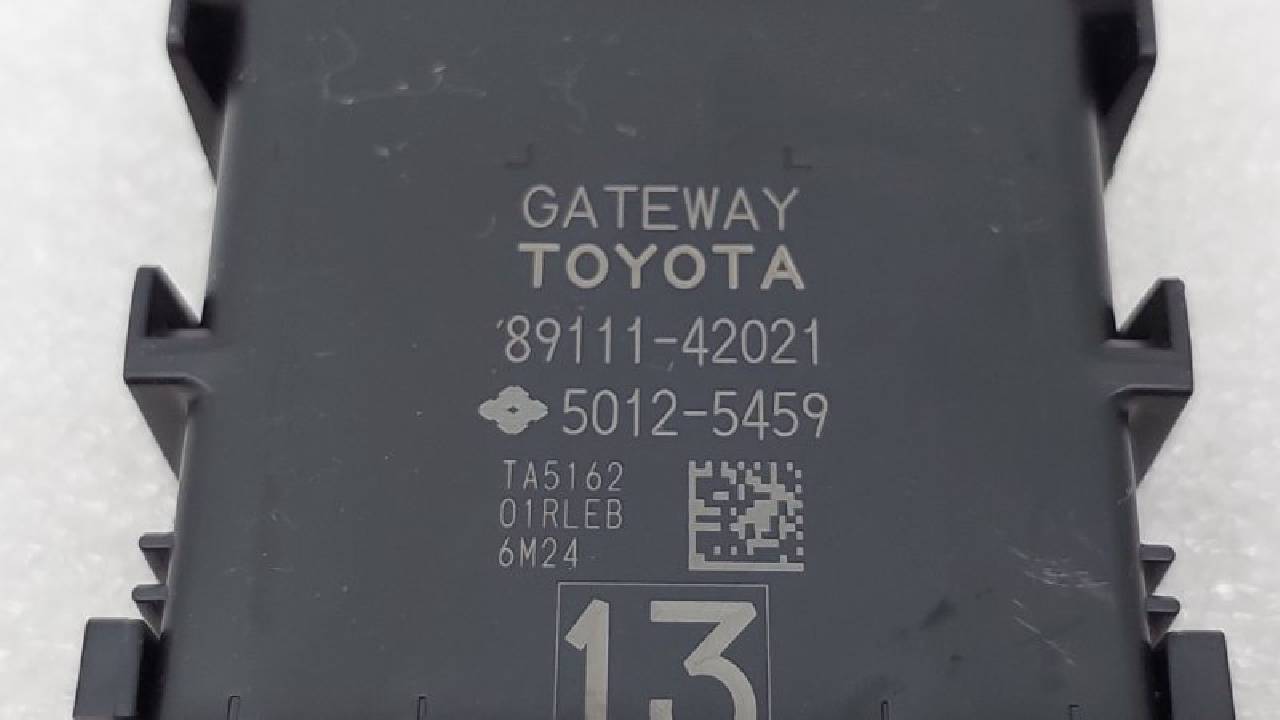 GATEWAY
TOYOTA
89111-42021
5012-5459
TA5162
01RLEB
6M24
13